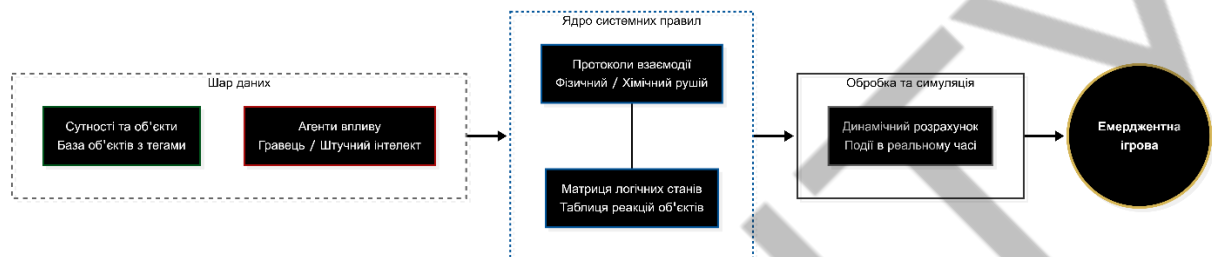 Шар даних
Сутності та об'єкти
База об'єктів з тегами
Агенти впливу
Гравець / Штучний інтелект
Ядро системних правил
Протоколи взаємодії
Фізичний / Хімічний рушій
Матриця логічних станів
Таблиця реакцій об'єктів
Обробка та симуляція
Динамічний розрахунок
Події в реальному часі
Емерджентна
ігрова